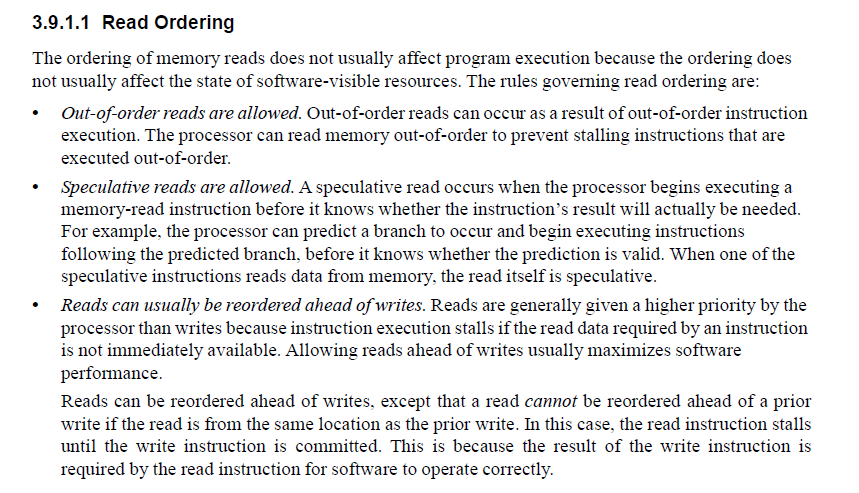 3.9.1.1 Read Ordering
The ordering of memory reads does not usually affect program execution because the ordering does
not usually affect the state of software-visible resources. The rules governing read ordering are:
• Out-of-order reads are allowed. Out-of-order reads can occur as a result of out-of-order instruction
execution. The processor can read memory out-of-order to prevent stalling instructions that are
executed out-of-order.
• Speculative reads are allowed. A speculative read occurs when the processor begins executing a
memory-read instruction before it knows whether the instruction’s result will actually be needed.
For example, the processor can predict a branch to occur and begin executing instructions
following the predicted branch, before it knows whether the prediction is valid. When one of the
speculative instructions reads data from memory, the read itself is speculative.
• Reads can usually be reordered ahead of writes. Reads are generally given a higher priority by the
processor than writes because instruction execution stalls if the read data required by an instruction
is not immediately available. Allowing reads ahead of writes usually maximizes software
performance.
Reads can be reordered ahead of writes, except that a read cannot be reordered ahead of a prior
write if the read is from the same location as the prior write. In this case, the read instruction stalls
until the write instruction is committed. This is because the result of the write instruction is
required by the read instruction for software to operate correctly.